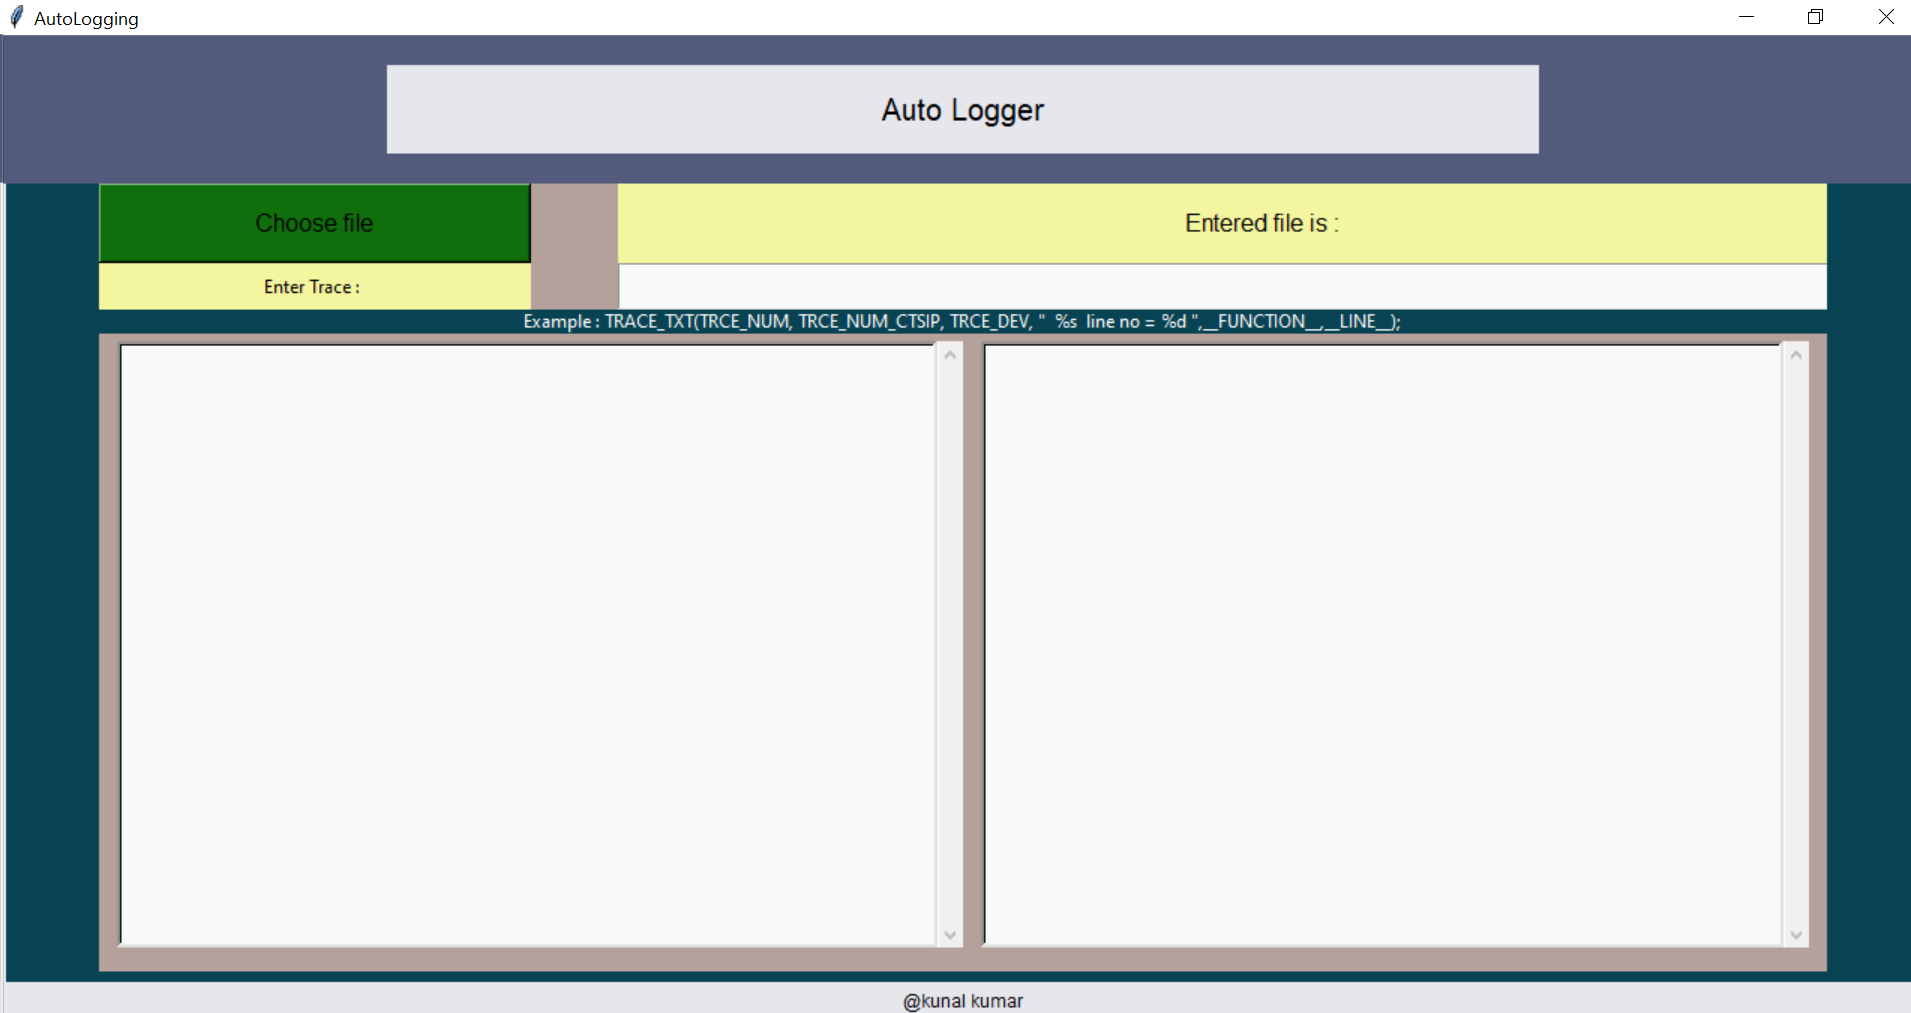 AutoLogging
Auto Logger
Choose file
Entered file is :
Enter Trace :
Example : TRACE_TXT(TRCE_NUM, TRCE_NUM_CTSIP, TRCE_DEV, "  %s  line no = %d ",__FUNCTION__,__LINE__);
@kunal kumar